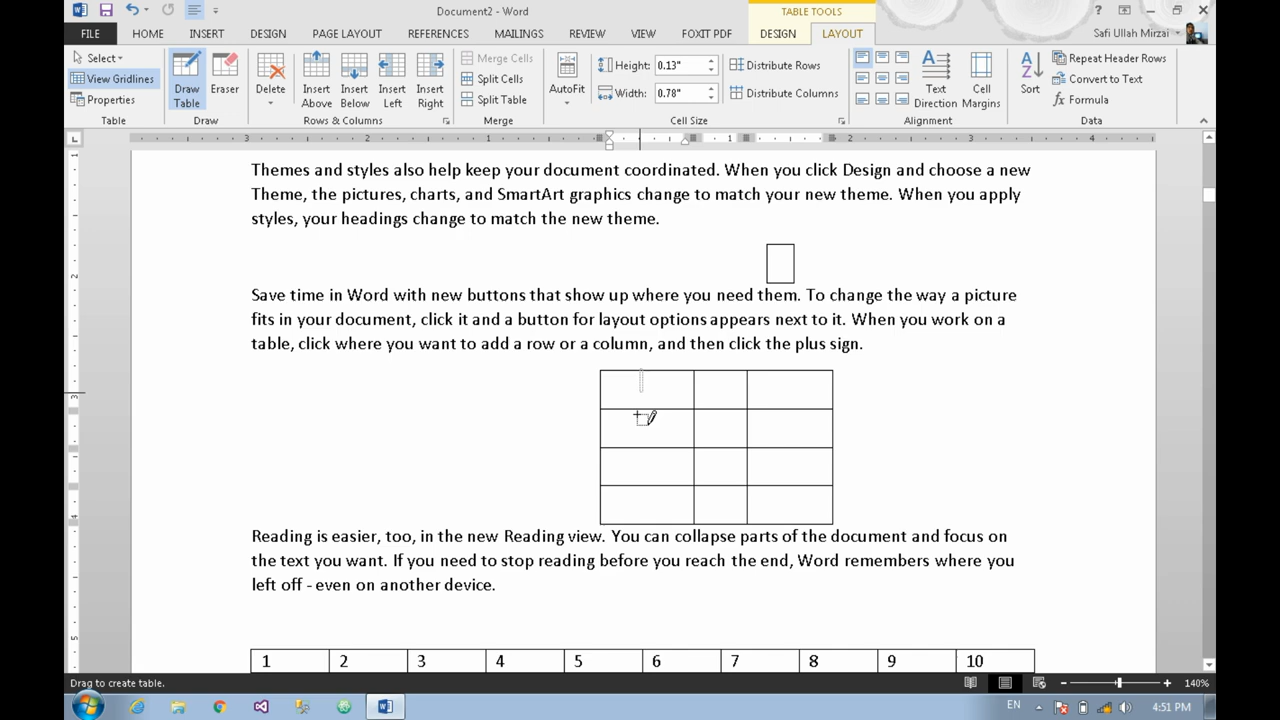 Document2 - Word
TABLE TOOLS
FILE HOME INSERT DESIGN PAGE LAYOUT REFERENCES MAILINGS REVIEW VIEW FOXIT PDF DESIGN LAYOUT Safi Ullah Mirzai
Select
View Gridlines
Properties
Table
Draw Table
Eraser
Draw
Delete
Insert Above
Insert Below
Insert Left
Insert Right
Rows & Columns
Merge Cells
Split Cells
Split Table
Merge
AutoFit
Height: 0.13"
Width: 0.78"
Distribute Rows
Distribute Columns
Cell Size
Text Direction
Cell Margins
Alignment
Sort
Repeat Header Rows
Convert to Text
Formula
Data
3 2 1 1 2 3 4
Themes and styles also help keep your document coordinated. When you click Design and choose a new
Theme, the pictures, charts, and SmartArt graphics change to match your new theme. When you apply
styles, your headings change to match the new theme.
Save time in Word with new buttons that show up where you need them. To change the way a picture
fits in your document, click it and a button for layout options appears next to it. When you work on a
table, click where you want to add a row or a column, and then click the plus sign.
Reading is easier, too, in the new Reading view. You can collapse parts of the document and focus on
the text you want. If you need to stop reading before you reach the end, Word remembers where you
left off - even on another device.
1 2 3 4 5 6 7 8 9 10
Drag to create table.
140%
EN
4:51 PM